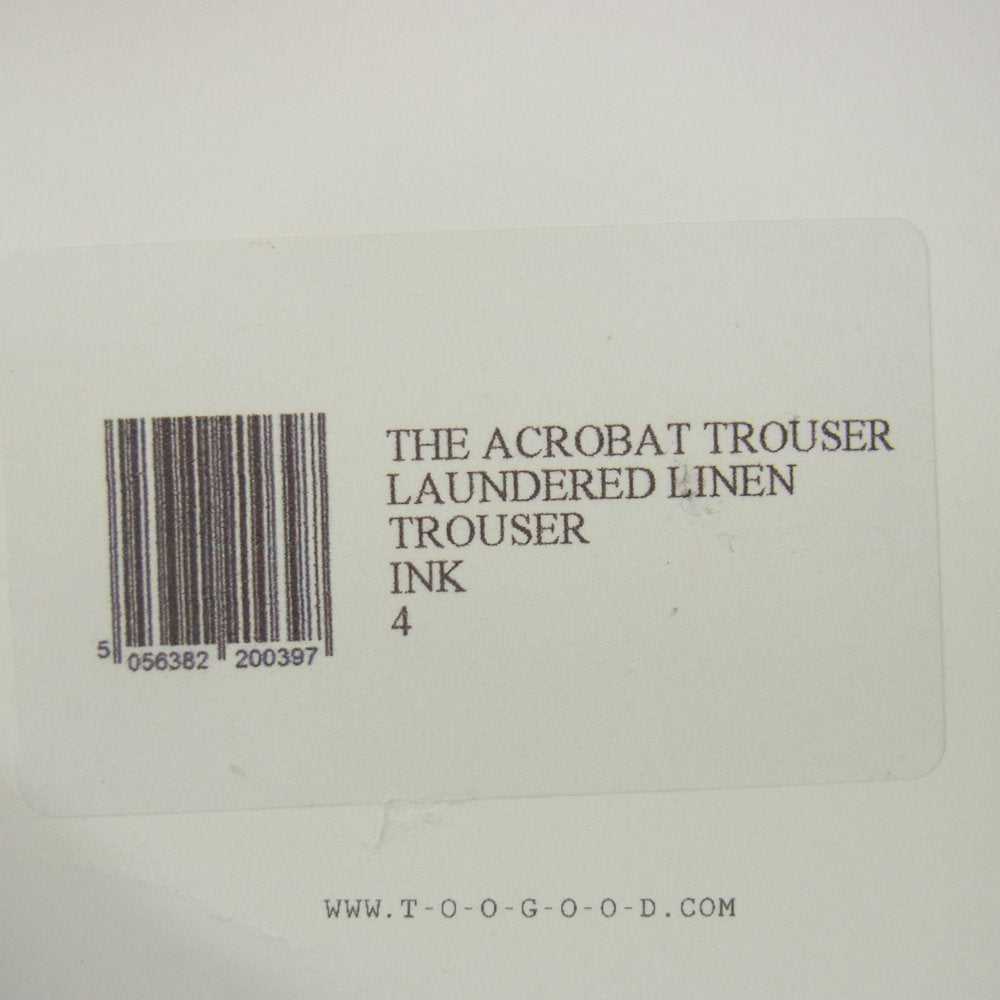 THE ACROBAT TROUSER
LAUNDERED LINEN
TROUSER
INK
4
5 056382 200397
WWW.T-O-O-G-O-O-D.COM